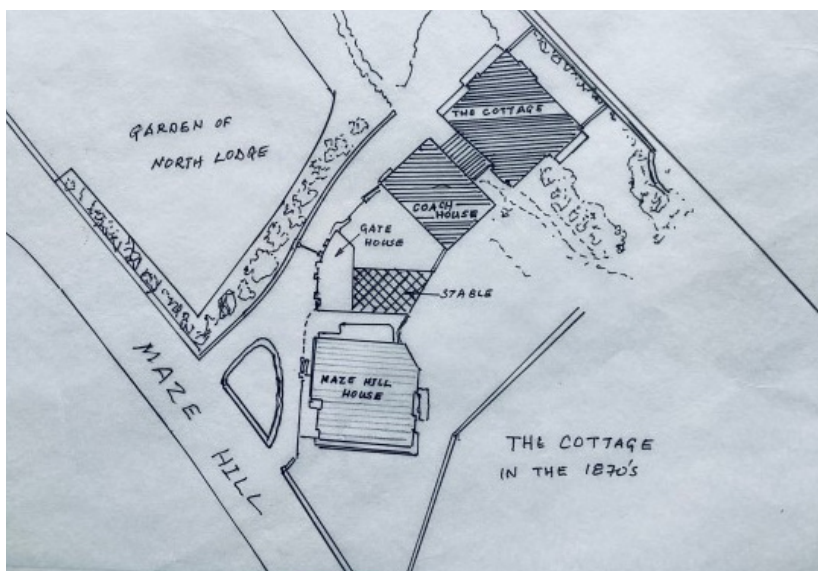 GARDEN OF
NORTH LODGE
THE COTTAGE
COACH HOUSE
GATE
HOUSE
STABLE
MAZE HILL
HOUSE
MAZE HILL
THE COTTAGE
IN THE 1870's